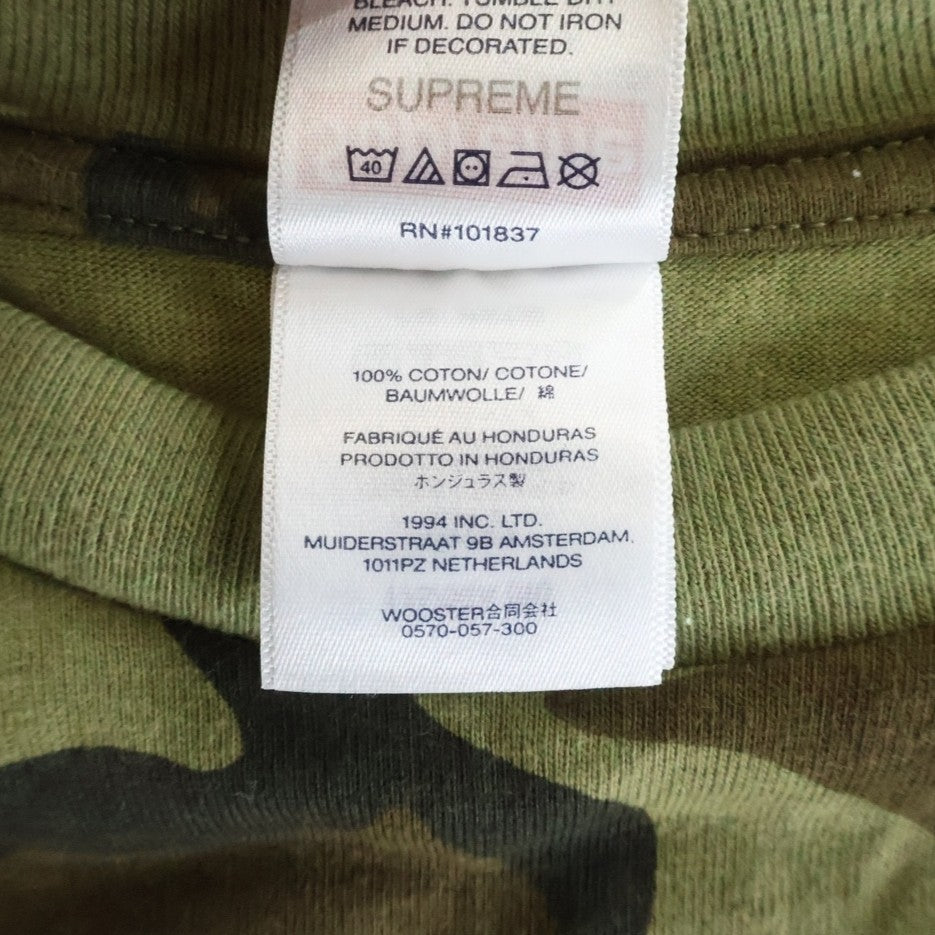 BLEACH. TUMBLE DRY
MEDIUM. DO NOT IRON
IF DECORATED.
SUPREME
40
RN#101837
100% COTON/ COTONE/
BAUMWOLLE/ 綿
FABRIQUÉ AU HONDURAS
PRODOTTO IN HONDURAS
ホンジュラス製
1994 INC. LTD.
MUIDERSTRAAT 9B AMSTERDAM.
1011PZ NETHERLANDS
WOOSTER合同会社
0570-057-300